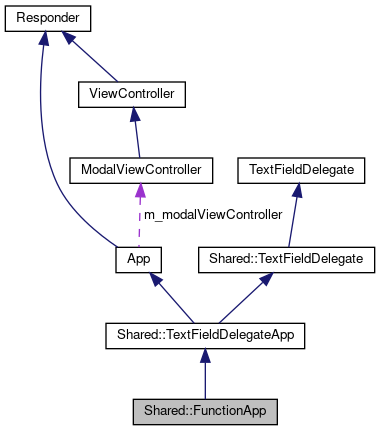 Responder
ViewController
ModalViewController
TextFieldDelegate
m_modalViewController
App
Shared::TextFieldDelegate
Shared::TextFieldDelegateApp
Shared::FunctionApp